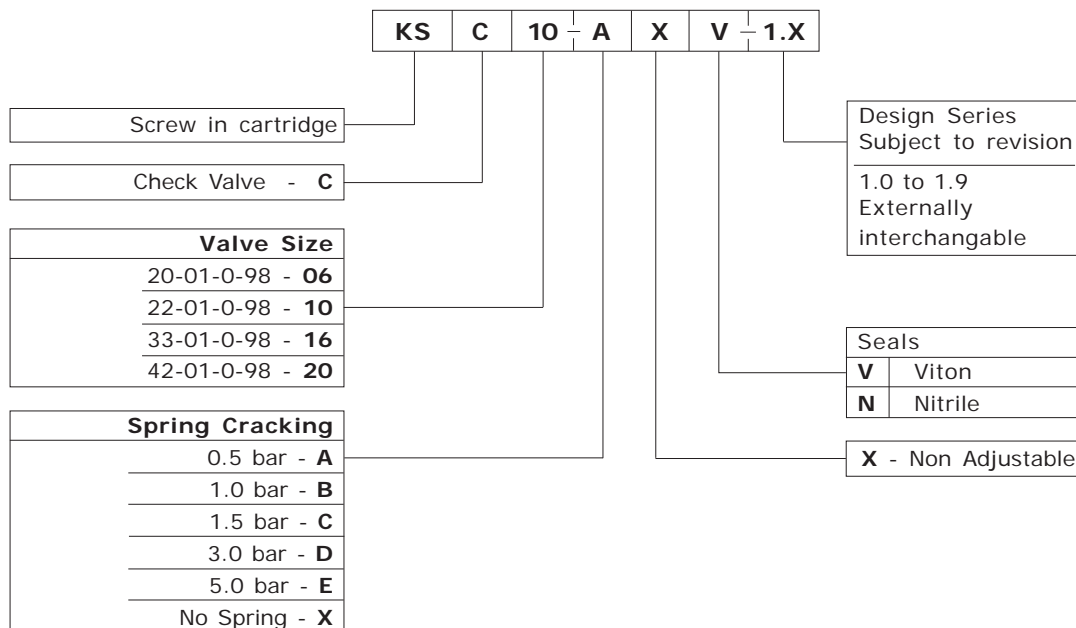 KS C 10 - A X V - 1.X
Screw in cartridge
Check Valve - C
Valve Size
20-01-0-98 - 06
22-01-0-98 - 10
33-01-0-98 - 16
42-01-0-98 - 20
Spring Cracking
0.5 bar - A
1.0 bar - B
1.5 bar - C
3.0 bar - D
5.0 bar - E
No Spring - X
Design Series
Subject to revision
1.0 to 1.9
Externally
interchangable
Seals
V Viton
N Nitrile
X - Non Adjustable